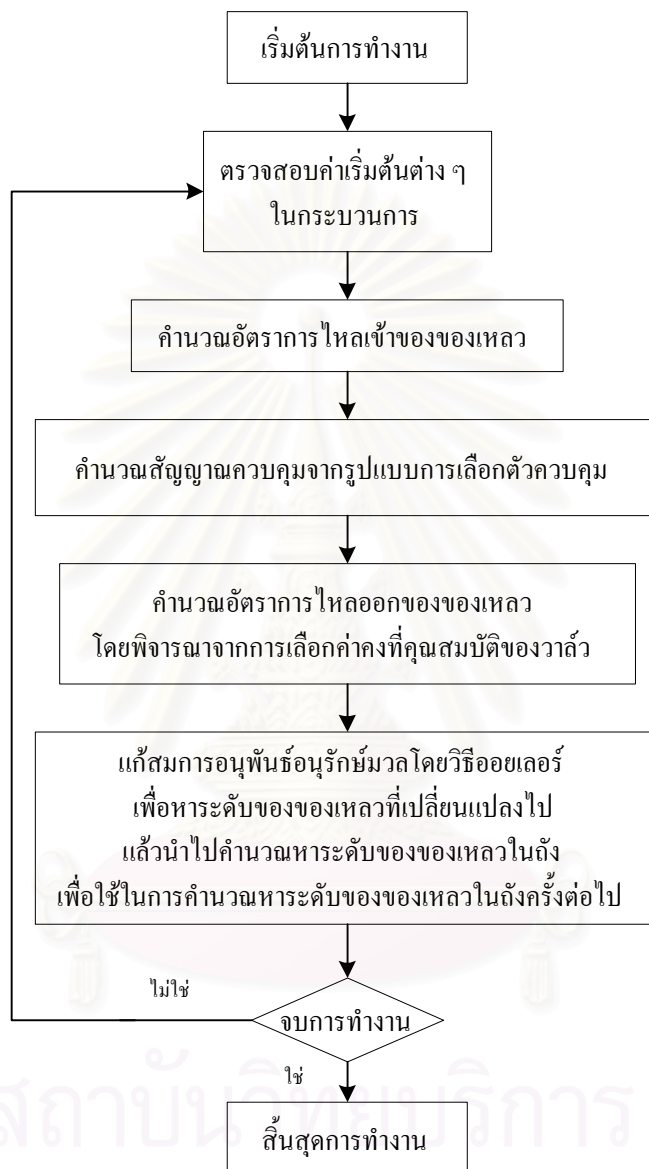 เริ่มต้นการทำงาน
ตรวจสอบค่าเริ่มต้นต่าง ๆ
ในกระบวนการ
คำนวณอัตราการไหลเข้าของของเหลว
คำนวณสัญญาณควบคุมจากรูปแบบการเลือกตัวควบคุม
คำนวณอัตราการไหลออกของของเหลว
โดยพิจารณาจากการเลือกค่าคงที่คุณสมบัติของวาล์ว
แก้สมการอนุพันธ์อนุรักษ์มวลโดยวิธีออยเลอร์
เพื่อหาระดับของของเหลวที่เปลี่ยนแปลงไป
แล้วนำไปคำนวณหาระดับของของเหลวในถัง
เพื่อใช้ในการคำนวณหาระดับของของเหลวในถังครั้งต่อไป
ไม่ใช่
จบการทำงาน
ใช่
สถาบันวิทยบริการ
สิ้นสุดการทำงาน